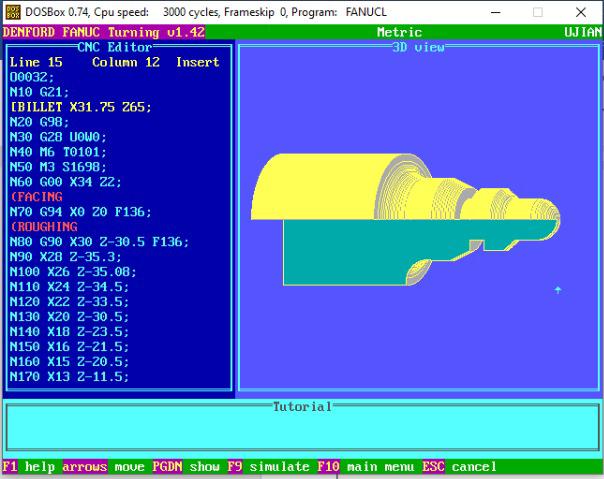 DOSBox 0.74, Cpu speed: 3000 cycles, Frameskip 0, Program: FANUCL
DENFORD FANUC Turning v1.42 Metric UJIAN
CNC Editor
Line 15 Column 12 Insert
O0032;
N10 G21;
[BILLET X31.75 Z65;
N20 G98;
N30 G28 U0W0;
N40 M6 T0101;
N50 M3 S1698;
N60 G00 X34 Z2;
(FACING
N70 G94 X0 Z0 F136;
(ROUGHING
N80 G90 X30 Z-30.5 F136;
N90 X28 Z-35.3;
N100 X26 Z-35.08;
N110 X24 Z-34.5;
N120 X22 Z-33.5;
N130 X20 Z-30.5;
N140 X18 Z-23.5;
N150 X16 Z-21.5;
N160 X15 Z-20.5;
N170 X13 Z-11.5;
3D view
Tutorial
F1 help arrows move PGDN show F9 simulate F10 main menu ESC cancel